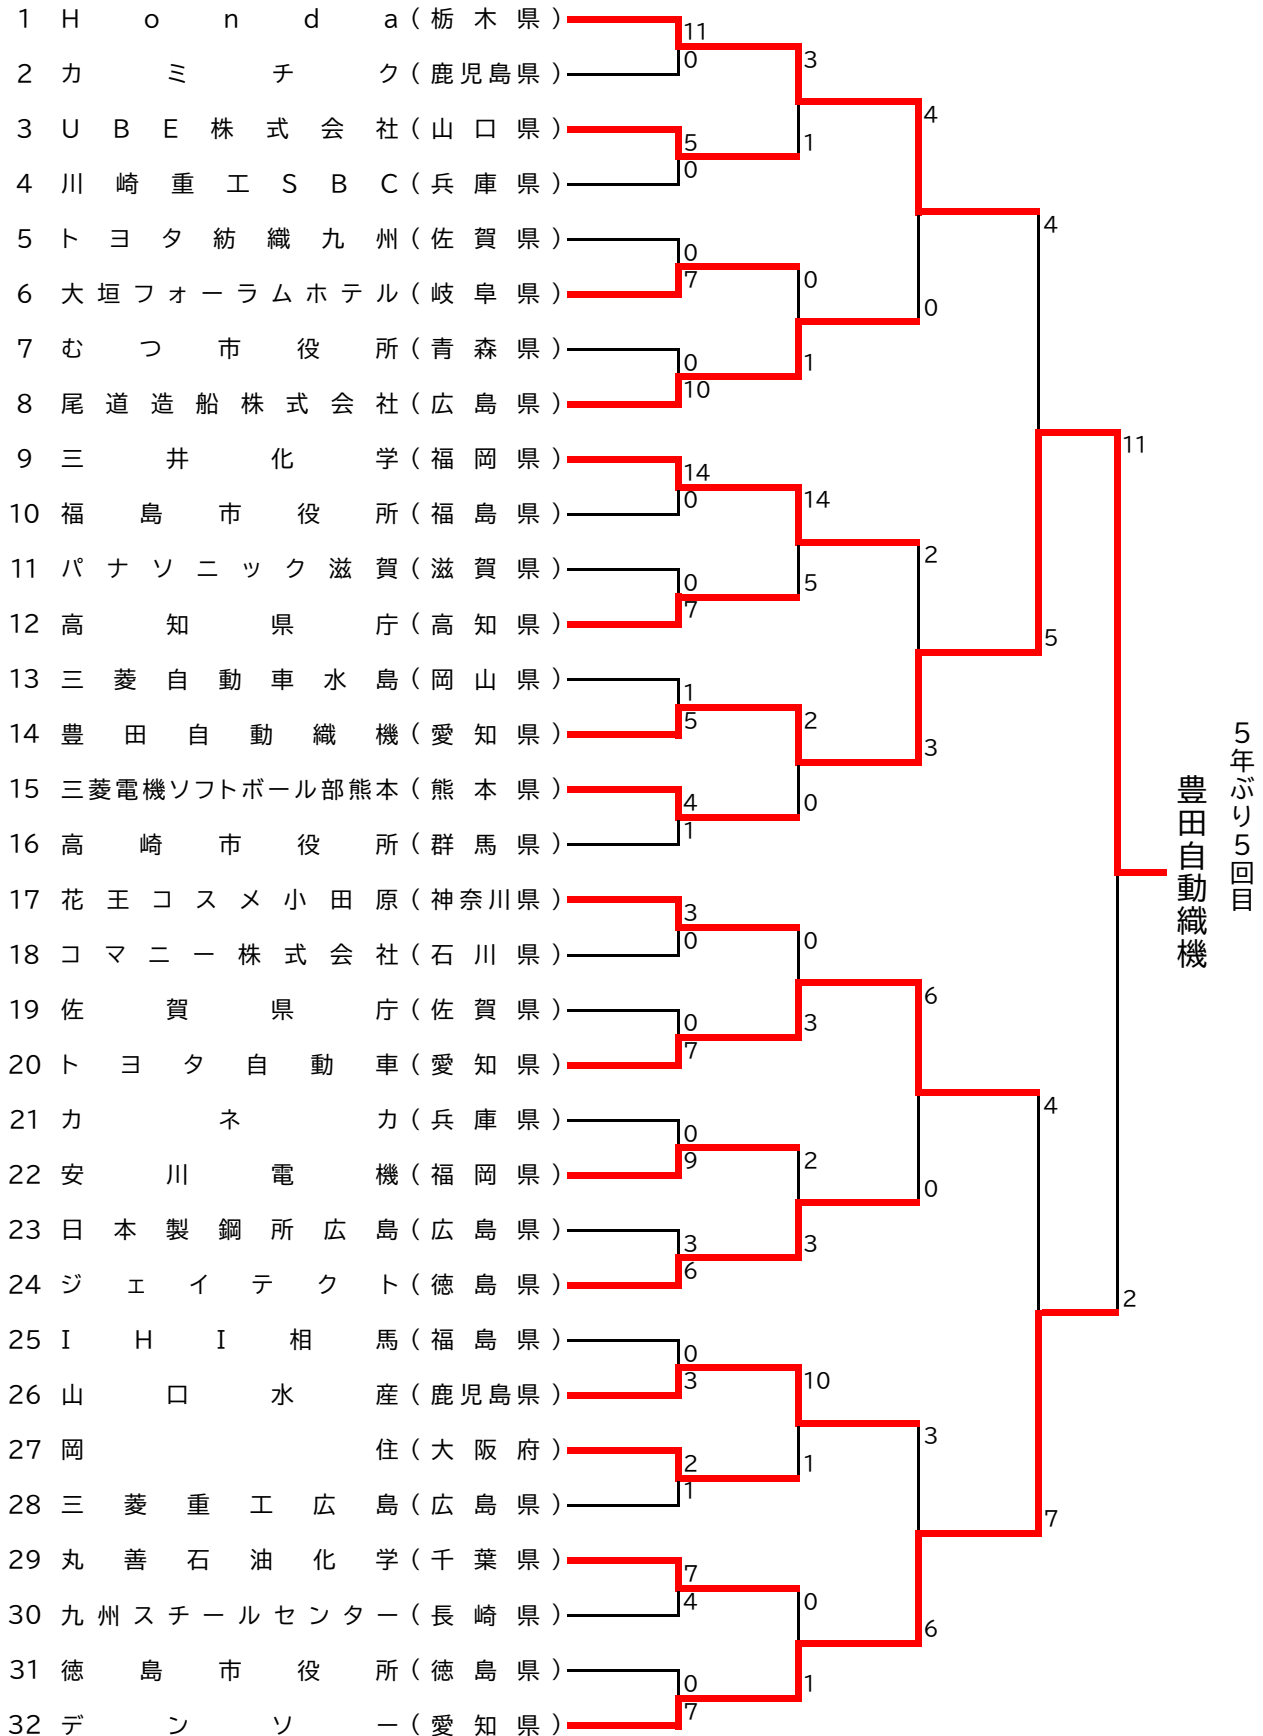 1 Honda(栃木県)
2 カミチク(鹿児島県)
3 UBE株式会社(山口県)
4 川崎重工SBC(兵庫県)
5 トヨタ紡織九州(佐賀県)
6 大垣フォーラムホテル(岐阜県)
7 むつ市役所(青森県)
8 尾道造船株式会社(広島県)
9 三井化学(福岡県)
10 福島市役所(福島県)
11 パナソニック滋賀(滋賀県)
12 高知県庁(高知県)
13 三菱自動車水島(岡山県)
14 豊田自動織機(愛知県)
15 三菱電機ソフトボール部熊本(熊本県)
16 高崎市役所(群馬県)
17 花王コスメ小田原(神奈川県)
18 コマニー株式会社(石川県)
19 佐賀県庁(佐賀県)
20 トヨタ自動車(愛知県)
21 カネカ(兵庫県)
22 安川電機(福岡県)
23 日本製鋼所広島(広島県)
24 ジェイテクト(徳島県)
25 IHI相馬(福島県)
26 山口水産(鹿児島県)
27 岡住(大阪府)
28 三菱重工広島(広島県)
29 丸善石油化学(千葉県)
30 九州スチールセンター(長崎県)
31 徳島市役所(徳島県)
32 デンソー(愛知県)
11
0
5
0
0
7
0
10
14
0
0
7
1
5
4
1
3
0
0
7
0
9
3
6
0
3
2
1
7
4
0
7
3
1
0
1
14
5
2
0
0
3
2
3
10
1
0
1
4
0
2
3
6
0
3
6
4
5
4
7
11
2
豊田自動織機
5年ぶり5回目